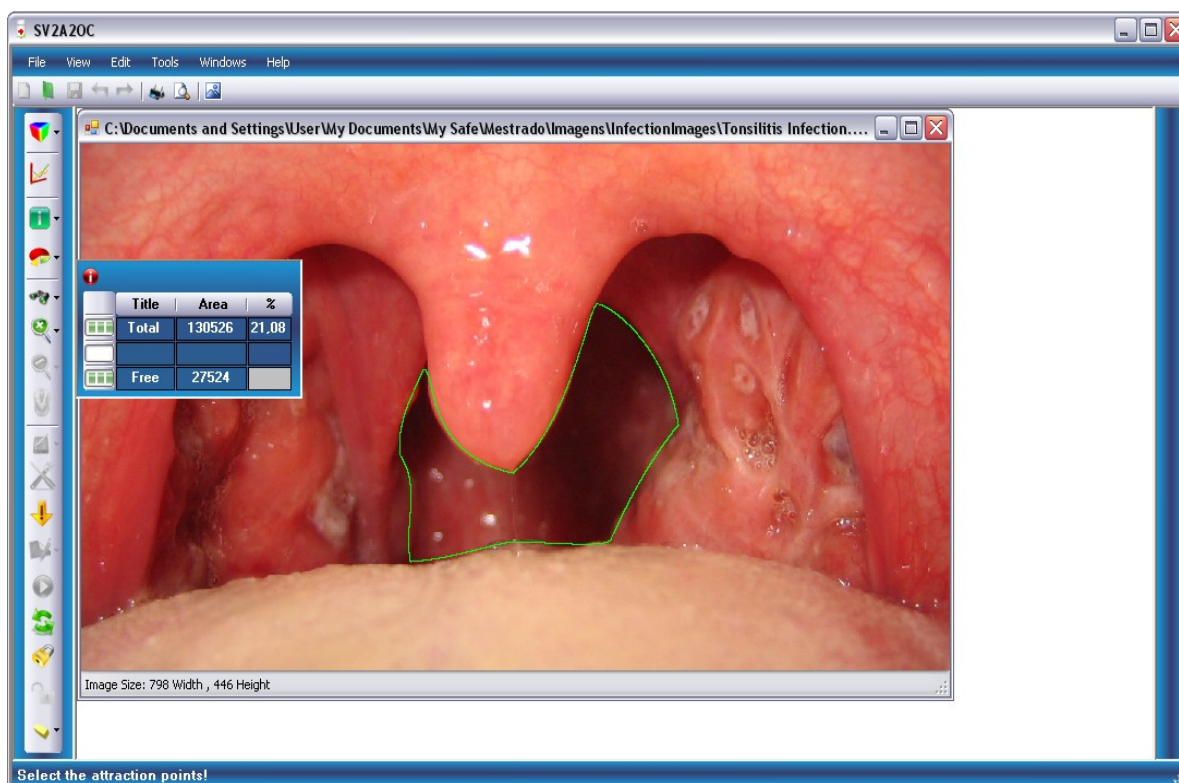 SV2A2OC
File View Edit Tools Windows Help
C:\Documents and Settings\User\My Documents\My Safe\Mestrado\Imagens\InfectionImages\Tonsilitis Infection....
Title Area %
Total 130526 21,08
Free 27524
Image Size: 798 Width , 446 Height
Select the attraction points!